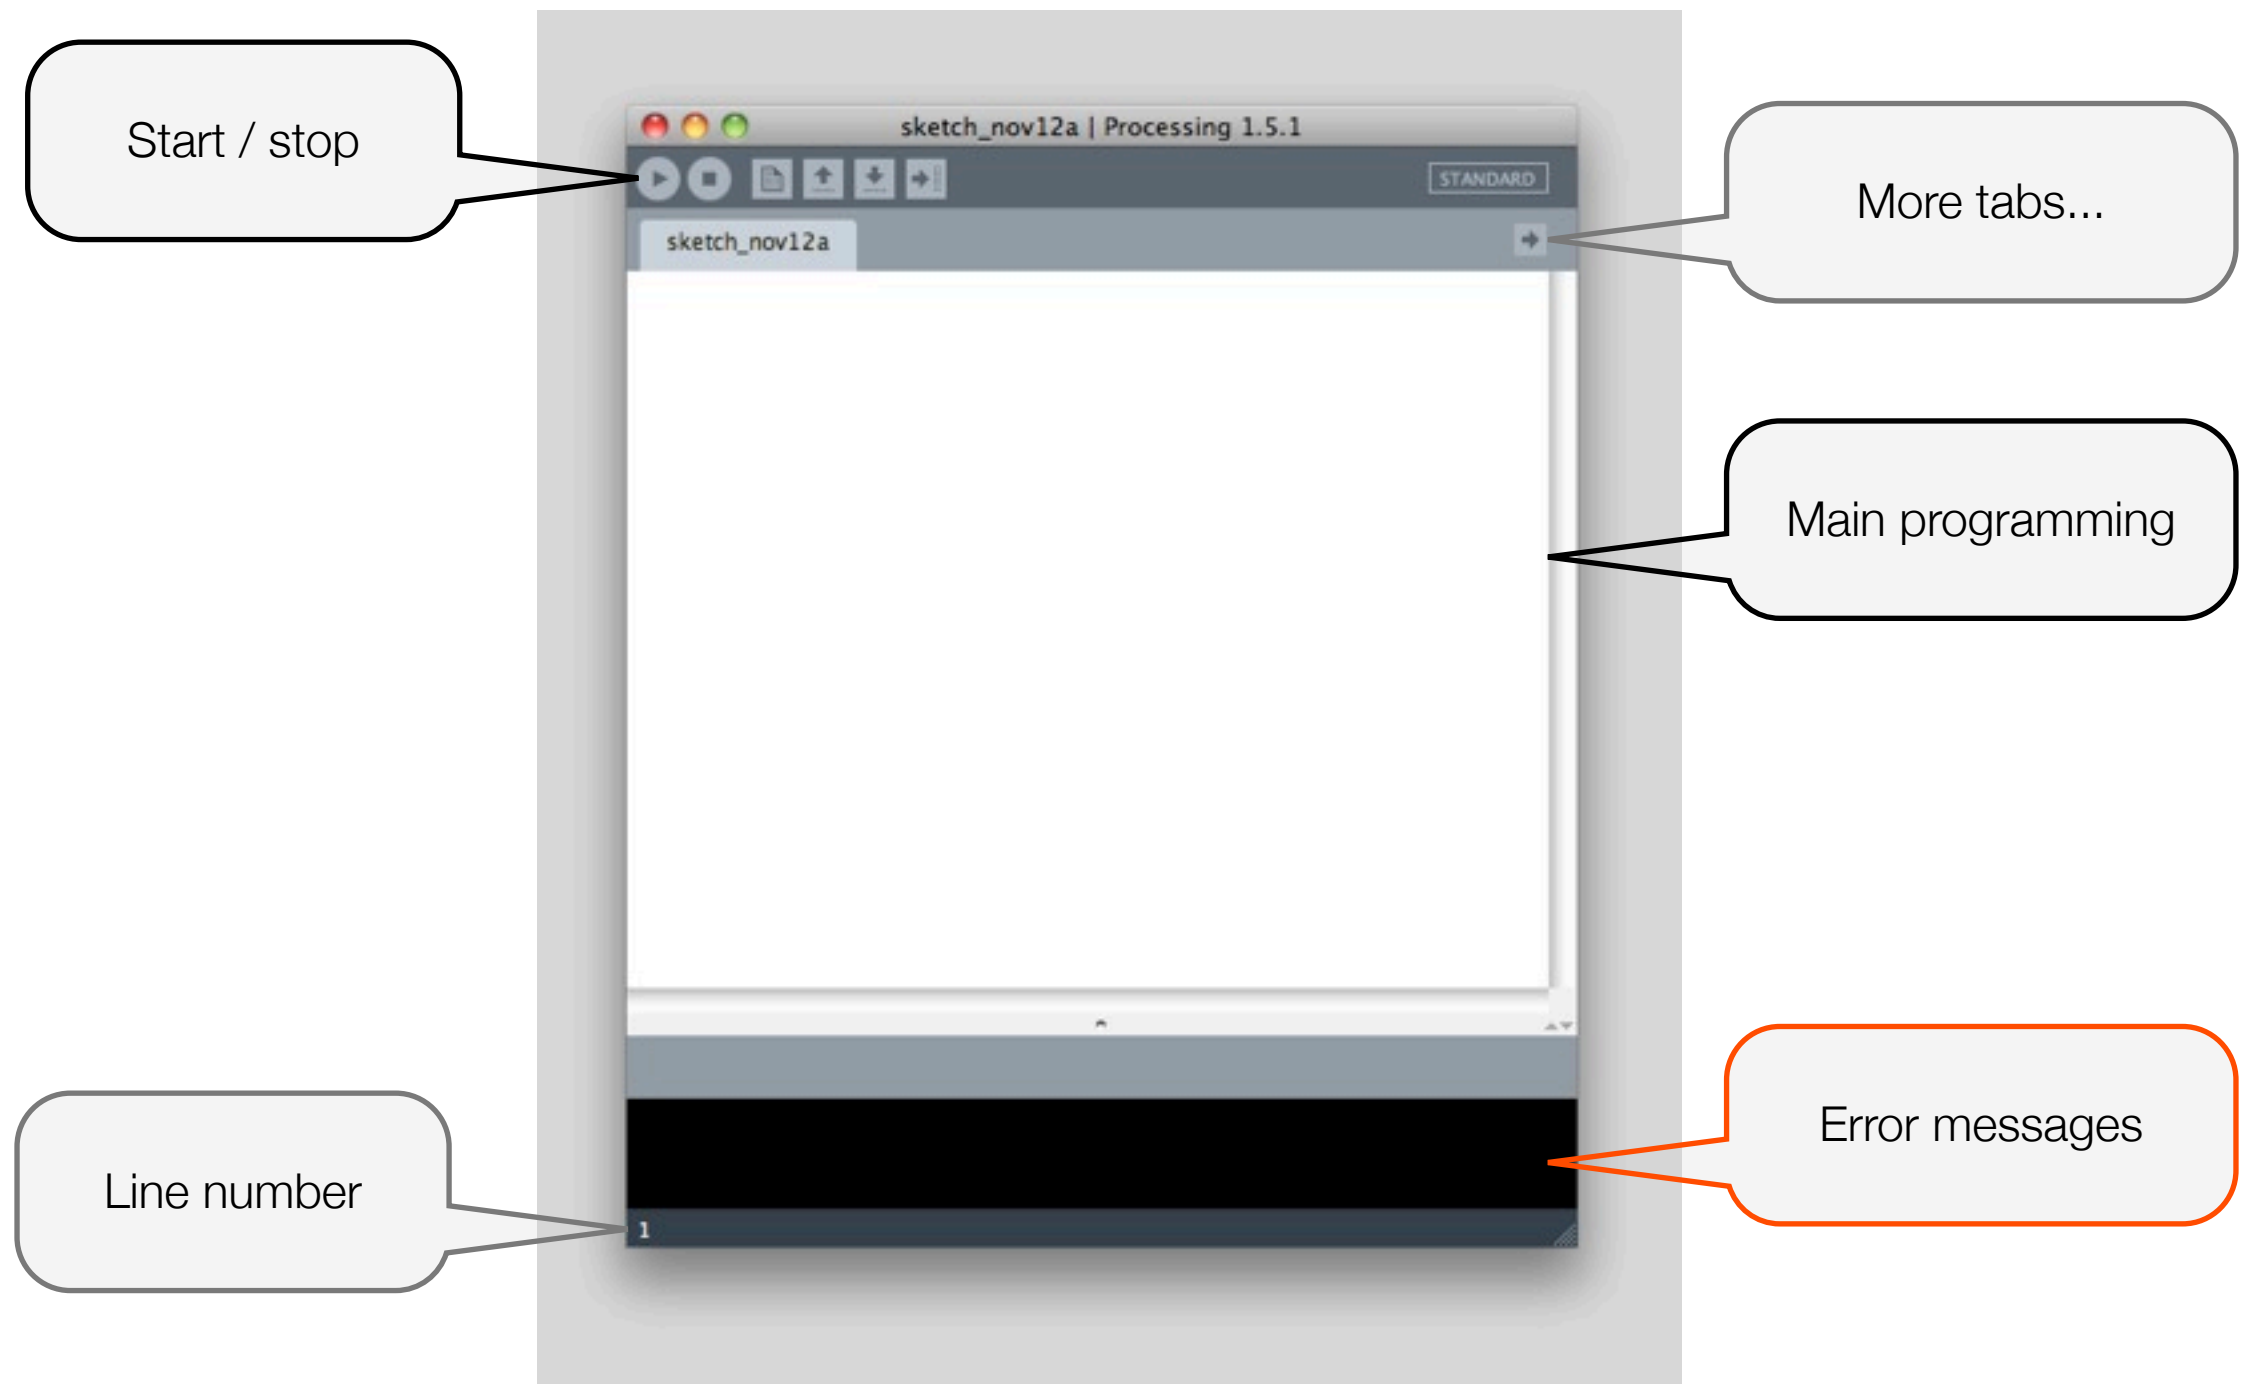 Start / stop
sketch_nov12a | Processing 1.5.1
STANDARD
sketch_nov12a
More tabs...
Main programming
Error messages
Line number
1